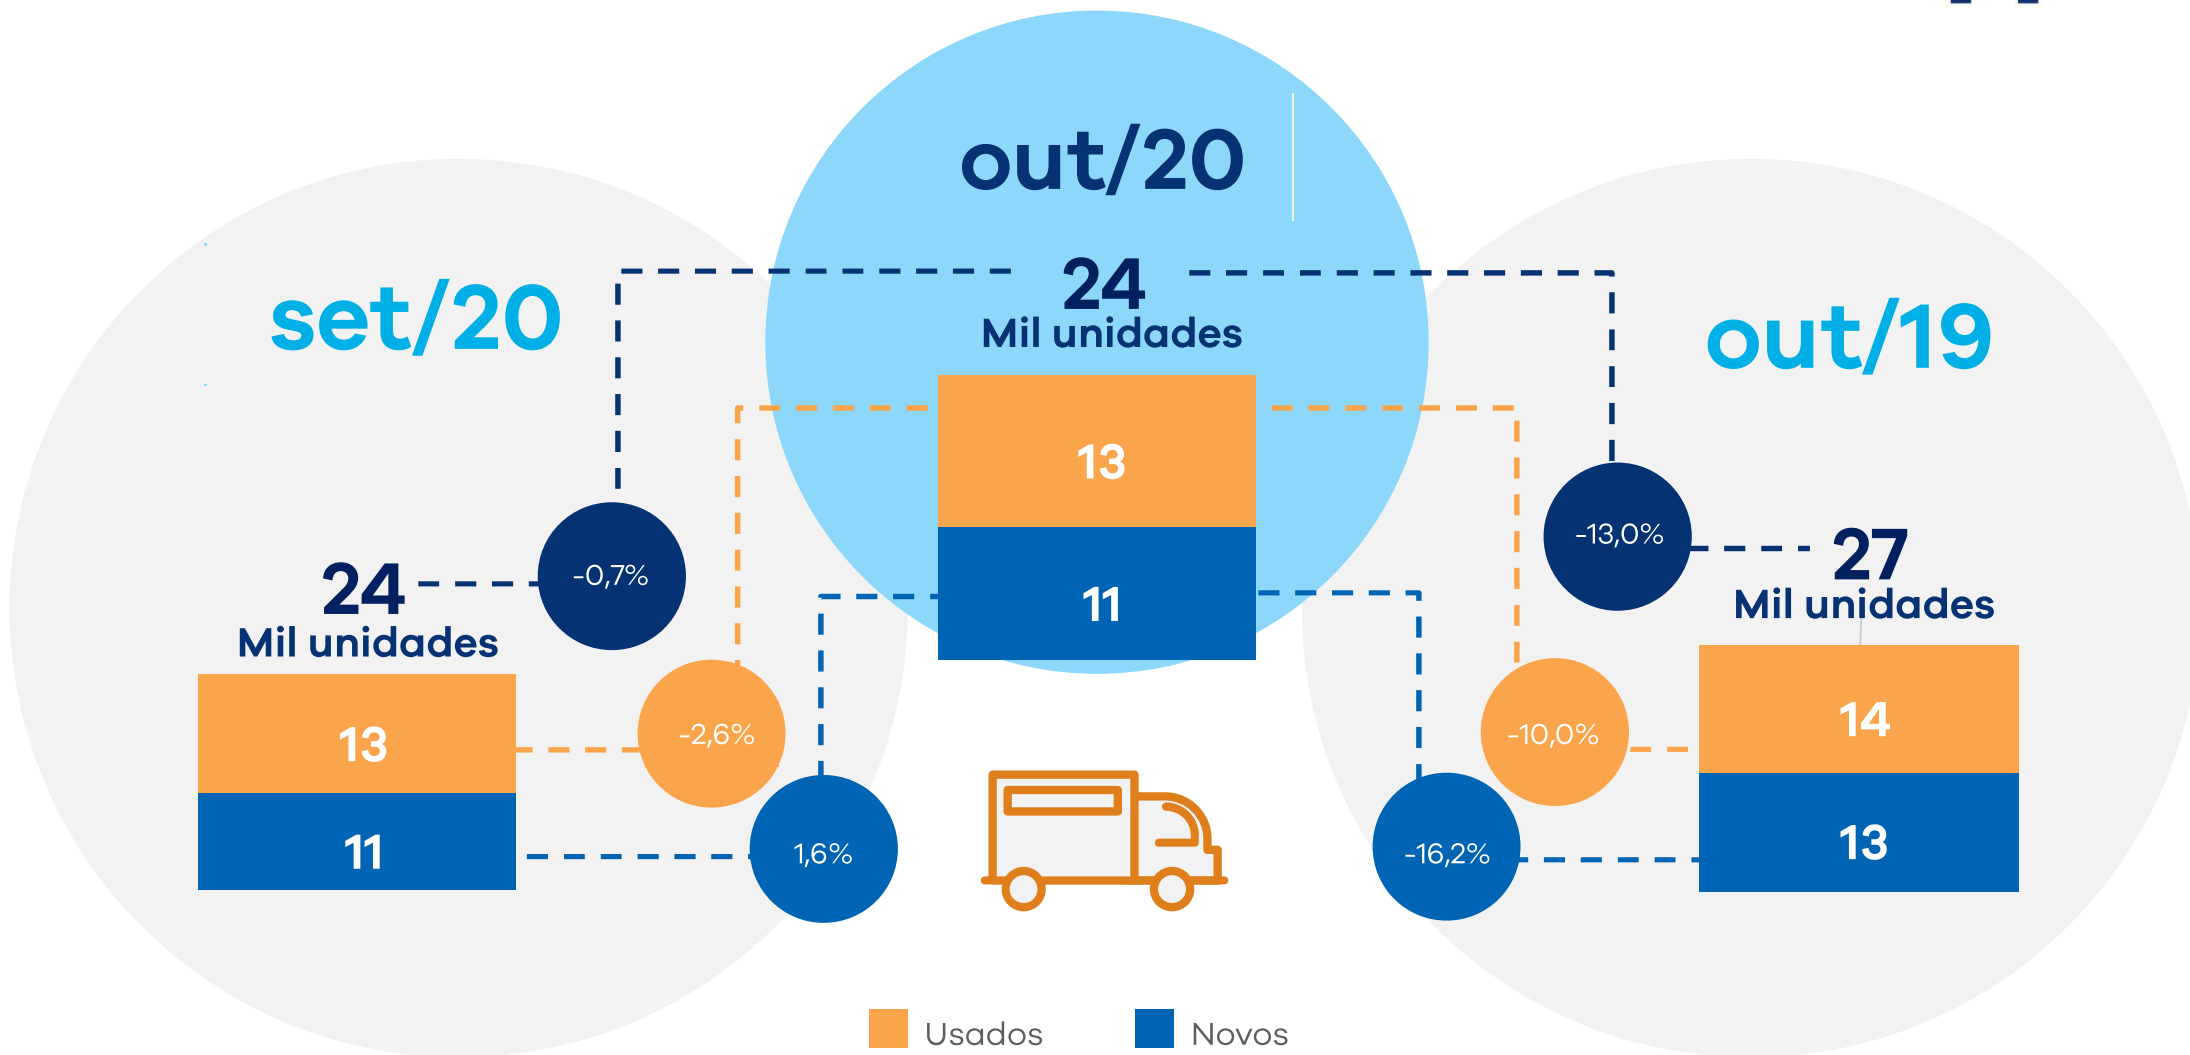 out/20
24
Mil unidades
13
11
set/20
24
Mil unidades
13
11
-0,7%
-2,6%
1,6%
out/19
27
Mil unidades
14
13
-13,0%
-10,0%
-16,2%
Usados
Novos